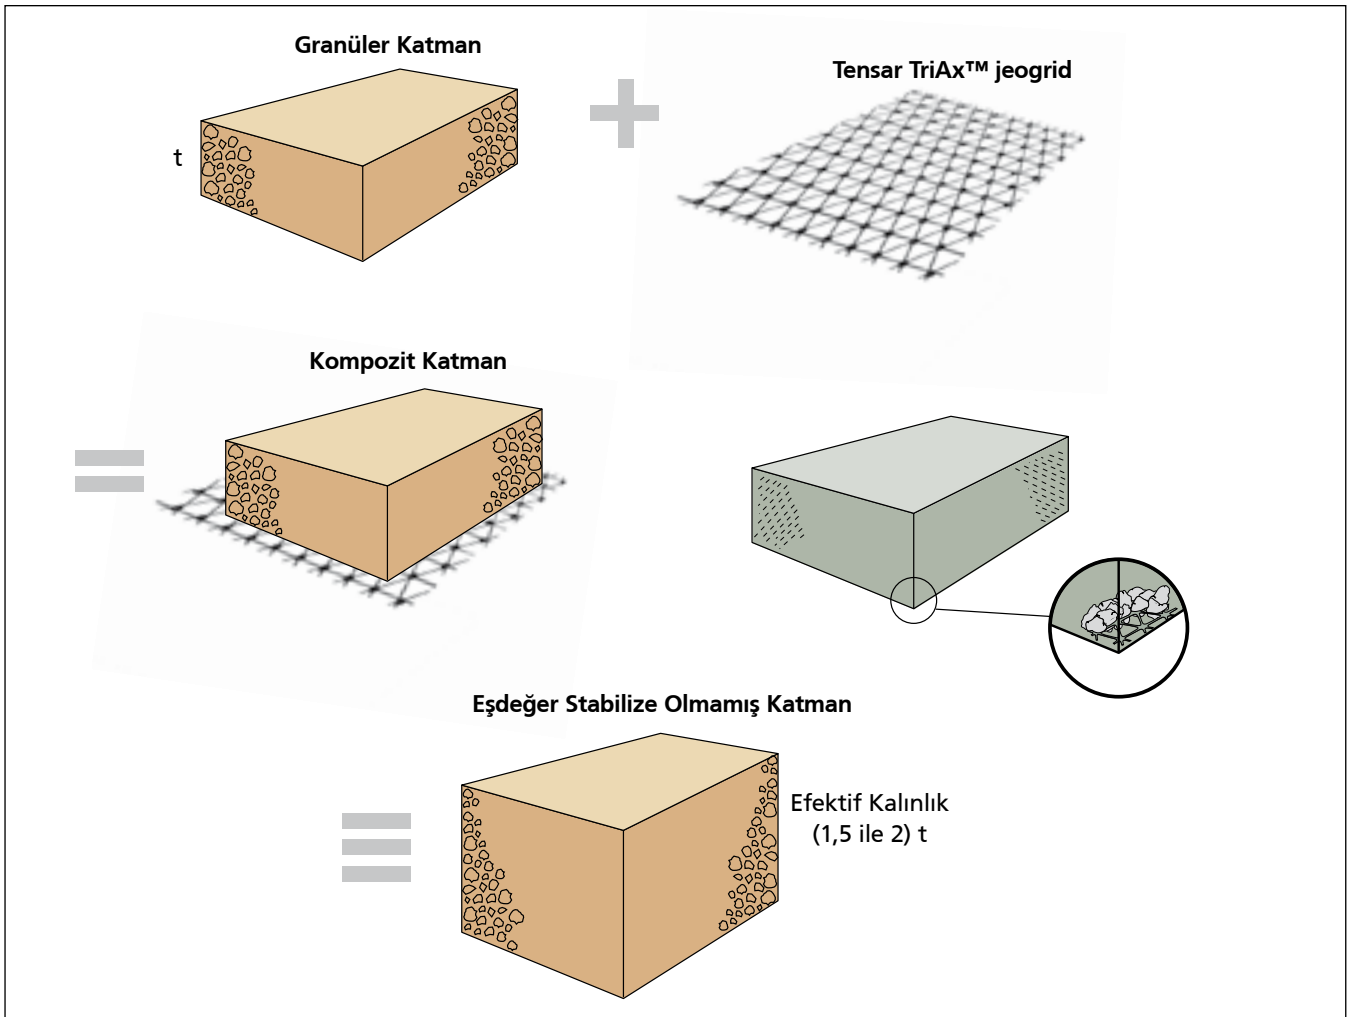 Granüler Katman
Tensar TriAx™ jeogrid
t
Kompozit Katman
Eşdeğer Stabilize Olmamış Katman
Efektif Kalınlık
(1,5 ile 2) t